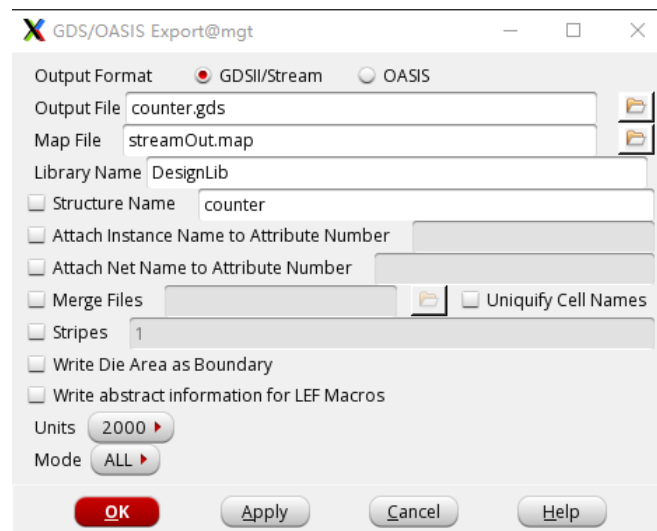 GDS/OASIS Export@mgt
Output Format GDSII/Stream OASIS
Output File counter.gds
Map File streamOut.map
Library Name DesignLib
Structure Name counter
Attach Instance Name to Attribute Number
Attach Net Name to Attribute Number
Merge Files Uniquify Cell Names
Stripes 1
Write Die Area as Boundary
Write abstract information for LEF Macros
Units 2000
Mode ALL
OK Apply Cancel Help